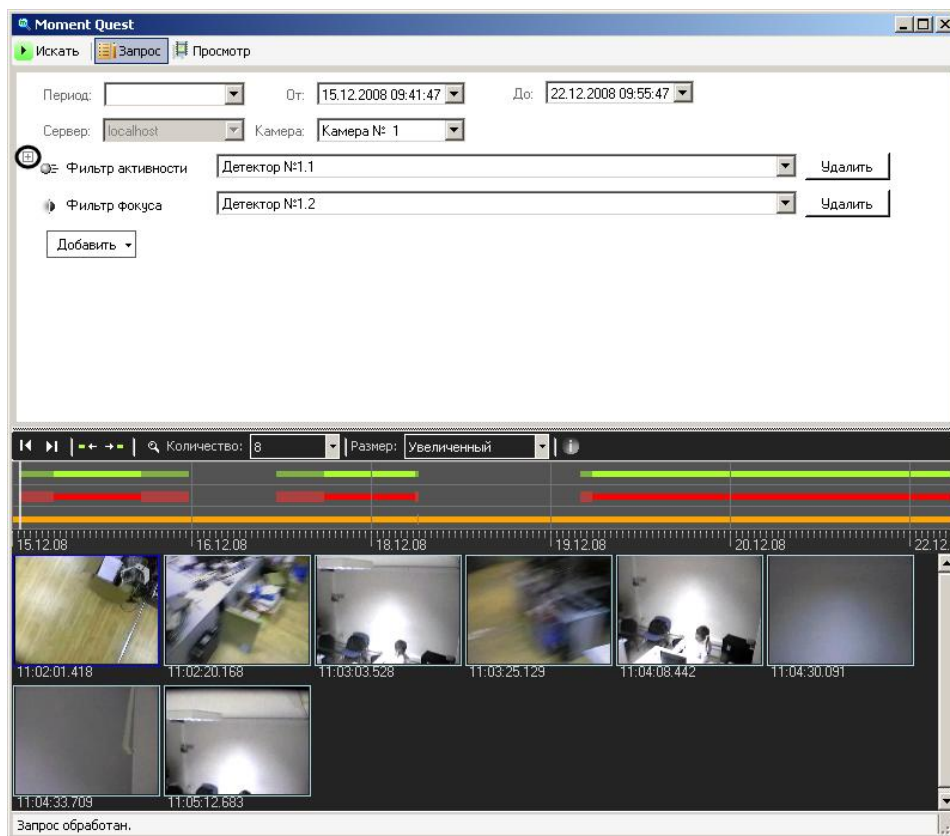 Moment Quest
Искать Запрос Просмотр
Период: От: 15.12.2008 09:41:47 До: 22.12.2008 09:55:47
Сервер: localhost Камера: Камера № 1
Фильтр активности Детектор №1.1 Удалить
Фильтр фокуса Детектор №1.2 Удалить
Добавить
Количество: 8 Размер: Увеличенный
15.12.08 16.12.08 18.12.08 19.12.08 20.12.08 22.12.
11:02:01.418 11:02:20.168 11:03:03.528 11:03:25.129 11:04:08.442 11:04:30.091
11:04:33.709 11:05:12.683
Запрос обработан.